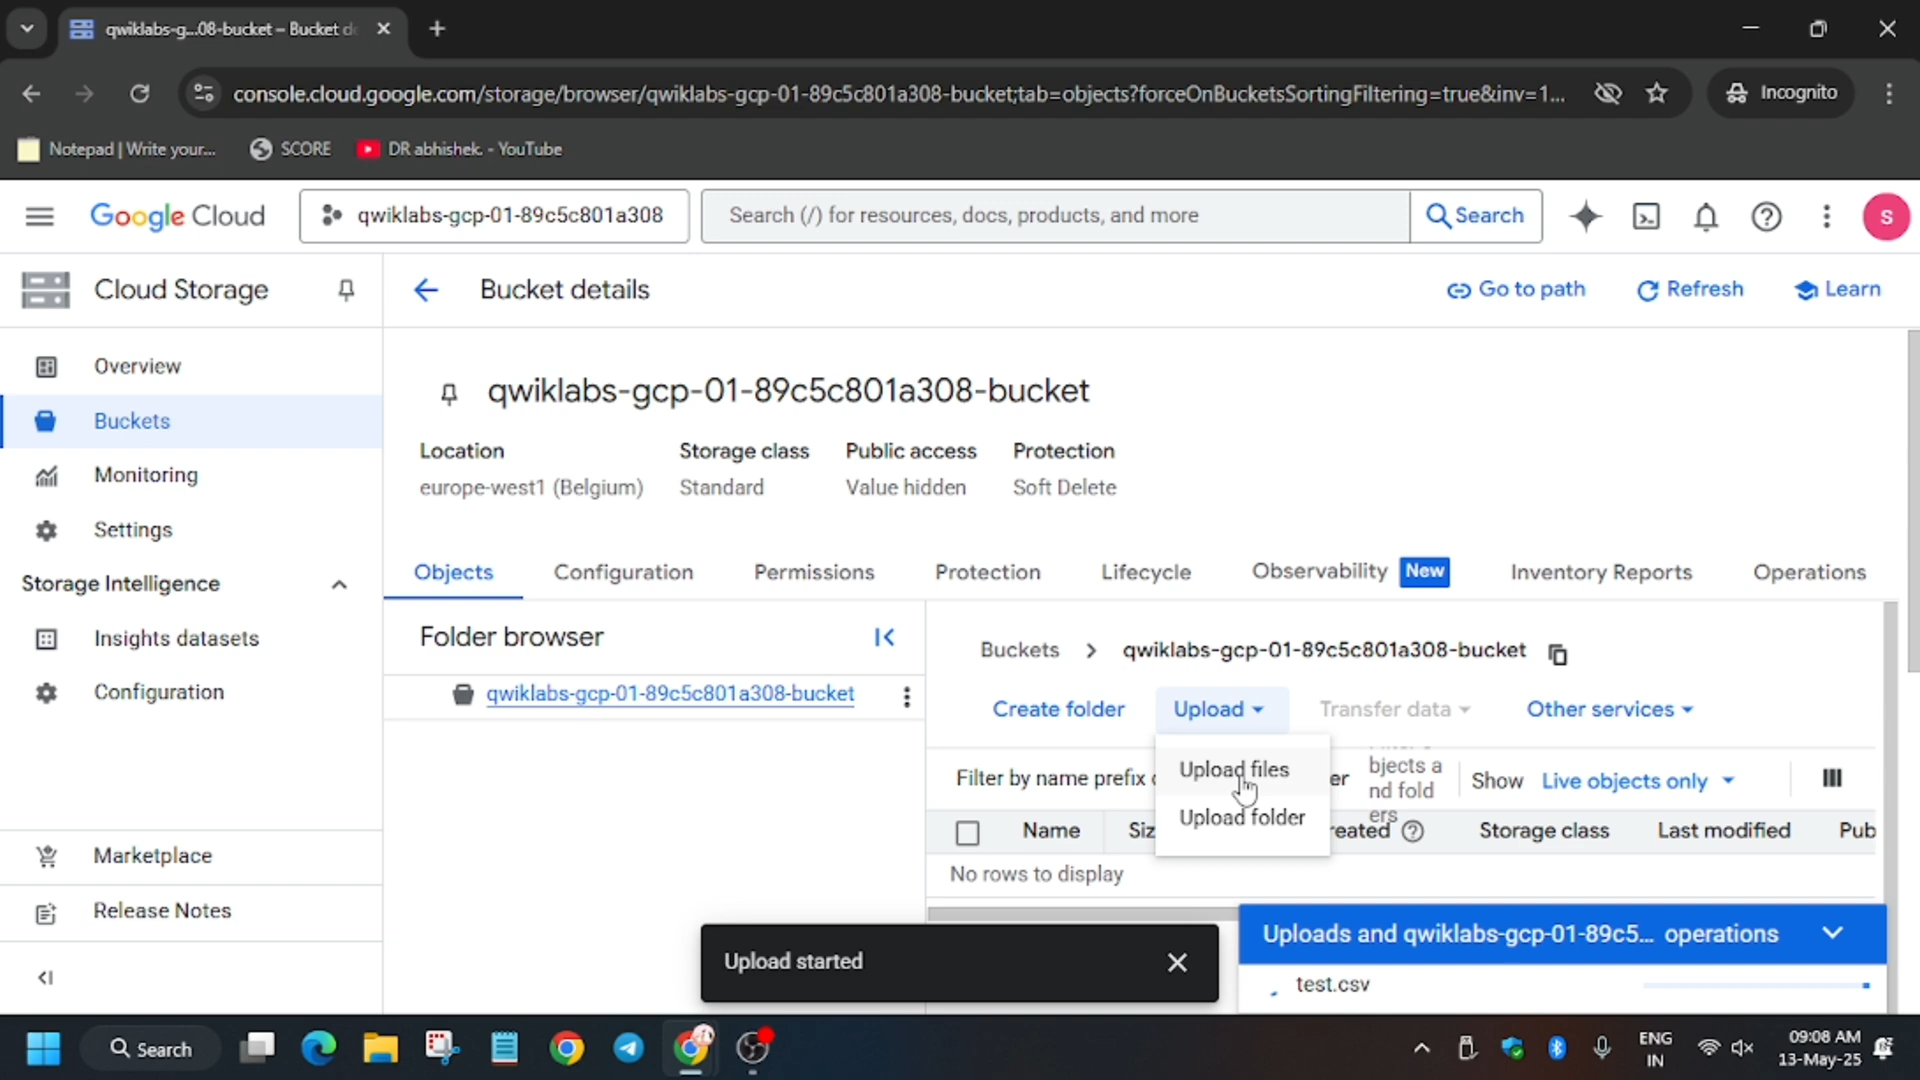 qwiklabs-g...08-bucket – Bucket de
console.cloud.google.com/storage/browser/qwiklabs-gcp-01-89c5c801a308-bucket;tab=objects?forceOnBucketsSortingFiltering=true&inv=1...
Incognito
Notepad | Write your...
SCORE
DR abhishek. - YouTube
Google Cloud
qwiklabs-gcp-01-89c5c801a308
Search (/) for resources, docs, products, and more
Search
S
Cloud Storage
Bucket details
Go to path
Refresh
Learn
Overview
Buckets
Monitoring
Settings
Storage Intelligence
Insights datasets
Configuration
Marketplace
Release Notes
qwiklabs-gcp-01-89c5c801a308-bucket
Location
Storage class
Public access
Protection
europe-west1 (Belgium)
Standard
Value hidden
Soft Delete
Objects
Configuration
Permissions
Protection
Lifecycle
Observability New
Inventory Reports
Operations
Folder browser
qwiklabs-gcp-01-89c5c801a308-bucket
Buckets > qwiklabs-gcp-01-89c5c801a308-bucket
Create folder
Upload
Transfer data
Other services
Upload files
Upload folder
Filter by name prefix
bjects a
nd fold
ers
Show
Live objects only
Name
Storage class
Last modified
No rows to display
Upload started
Uploads and qwiklabs-gcp-01-89c5... operations
test.csv
Search
ENG
IN
09:08 AM
13-May-25